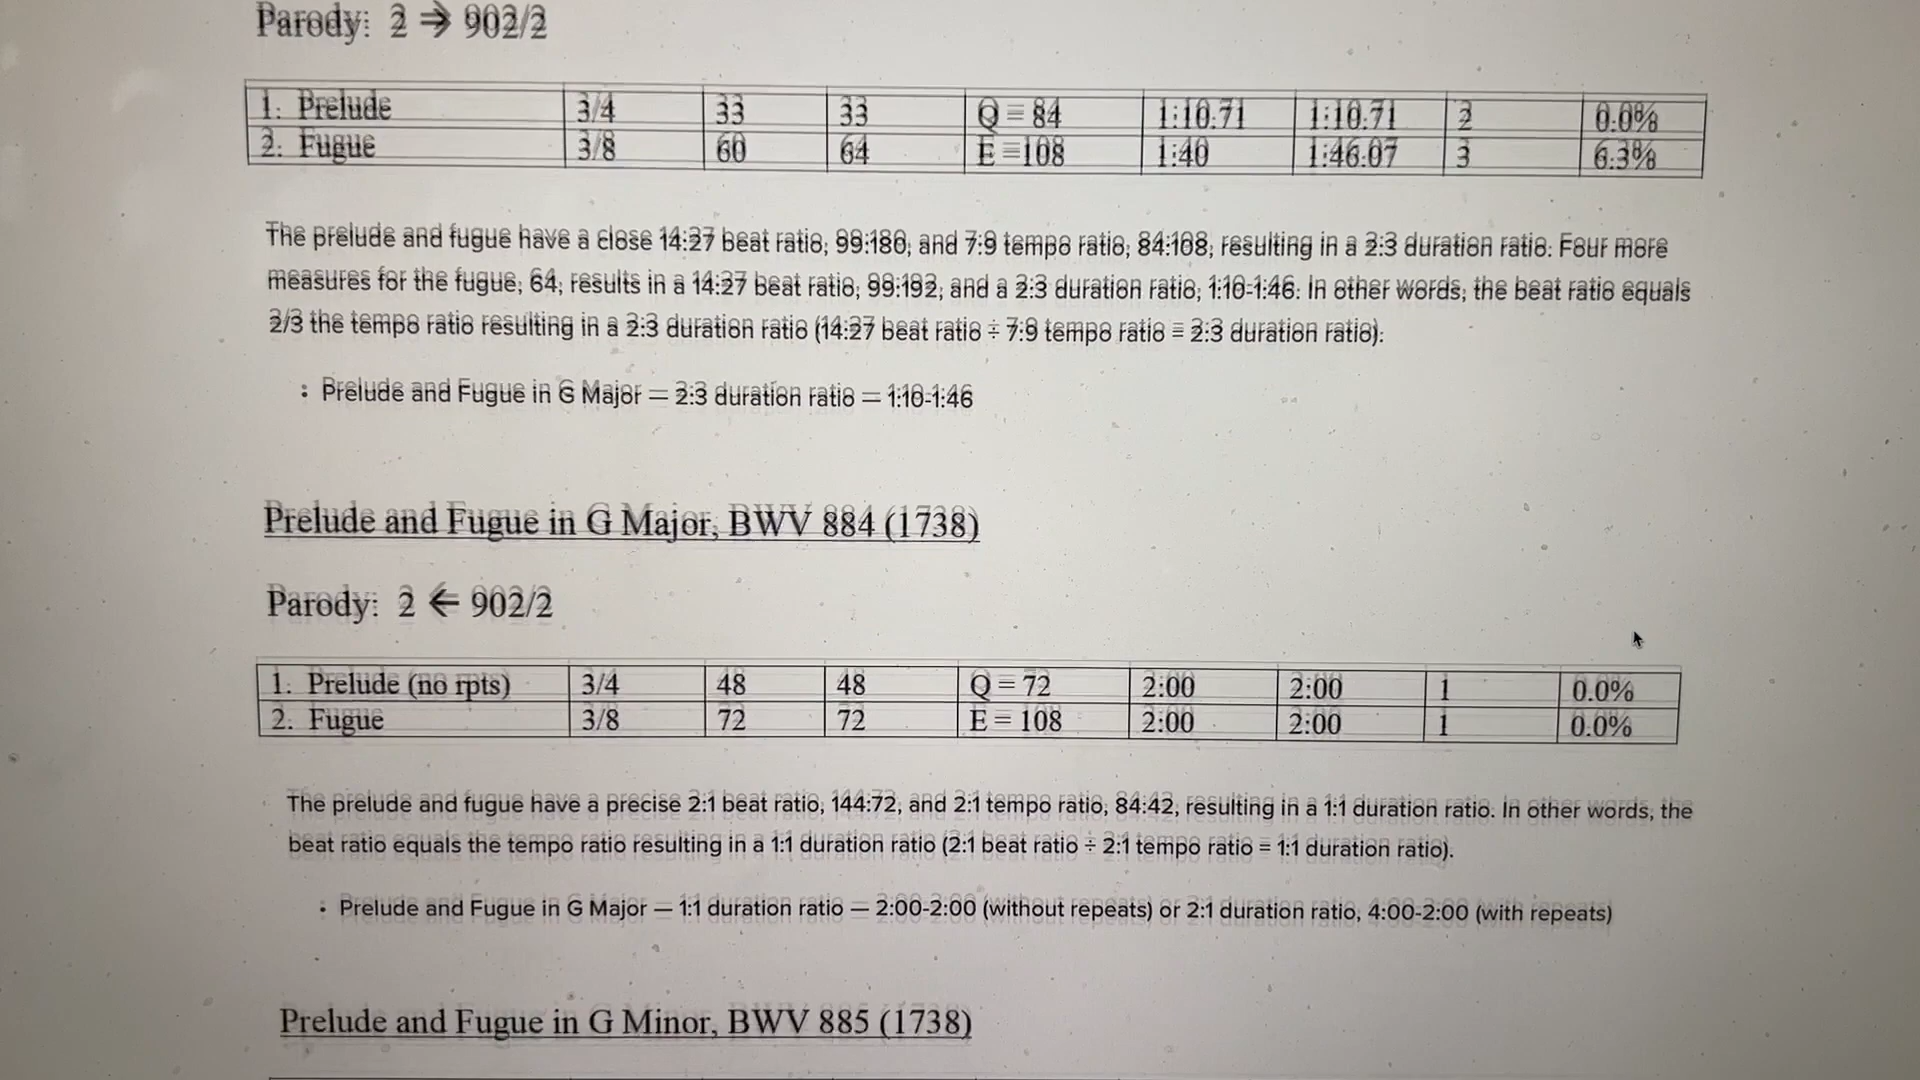 Parody: 2 → 902/2
1. Prelude 3/4 33 33 Q = 84 1:10.71 1:10.71 2 0.0%
2. Fugue 3/8 60 64 E =108 1:40 1:46.07 3 6.3%
The prelude and fugue have a close 14:27 beat ratio, 99:180, and 7:9 tempo ratio, 84:108, resulting in a 2:3 duration ratio. Four more
measures for the fugue, 64, results in a 14:27 beat ratio, 99:192, and a 2:3 duration ratio, 1:10-1:46. In other words, the beat ratio equals
2/3 the tempo ratio resulting in a 2:3 duration ratio (14:27 beat ratio ÷ 7:9 tempo ratio = 2:3 duration ratio).
• Prelude and Fugue in G Major — 2:3 duration ratio — 1:10-1:46
Prelude and Fugue in G Major, BWV 884 (1738)
Parody: 2 ← 902/2
1. Prelude (no rpts) 3/4 48 48 Q = 72 2:00 2:00 1 0.0%
2. Fugue 3/8 72 72 E = 108 2:00 2:00 1 0.0%
The prelude and fugue have a precise 2:1 beat ratio, 144:72, and 2:1 tempo ratio, 84:42, resulting in a 1:1 duration ratio. In other words, the
beat ratio equals the tempo ratio resulting in a 1:1 duration ratio (2:1 beat ratio ÷ 2:1 tempo ratio = 1:1 duration ratio).
• Prelude and Fugue in G Major — 1:1 duration ratio — 2:00-2:00 (without repeats) or 2:1 duration ratio, 4:00-2:00 (with repeats)
Prelude and Fugue in G Minor, BWV 885 (1738)